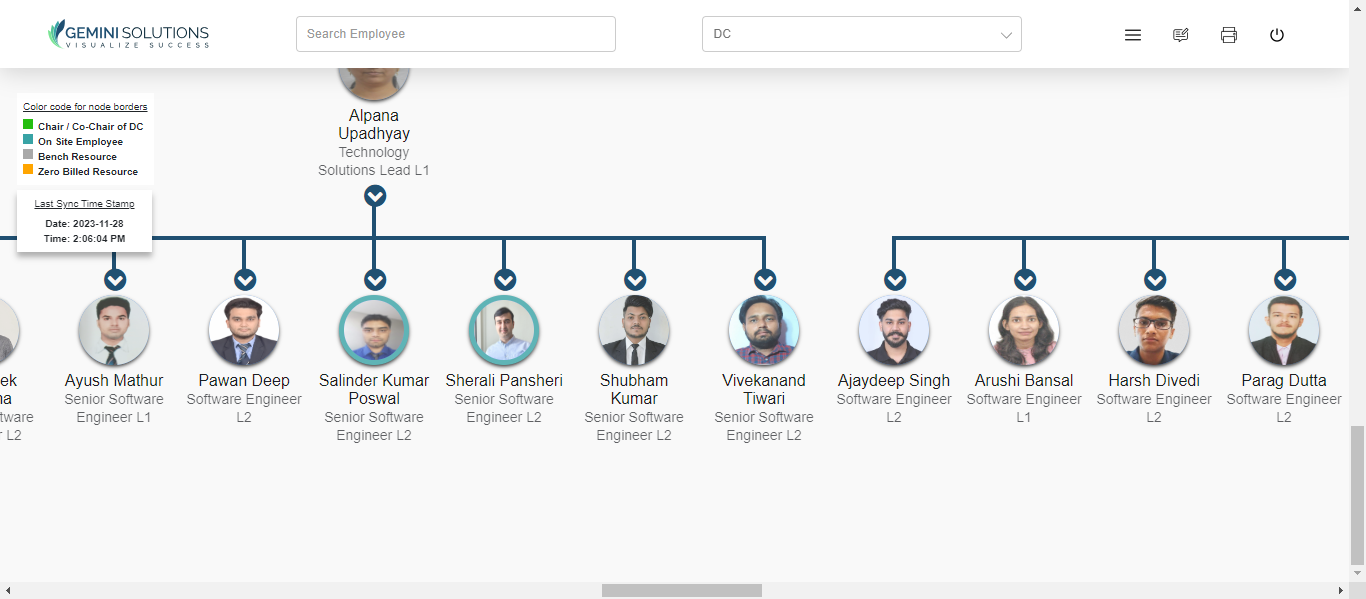 GEMINI SOLUTIONS
VISUALIZE SUCCESS
Search Employee
DC
Color code for node borders
Chair / Co-Chair of DC
On Site Employee
Bench Resource
Zero Billed Resource
Last Sync Time Stamp
Date: 2023-11-28
Time: 2:06:04 PM
Alpana
Upadhyay
Technology
Solutions Lead L1
ek
na
tware
r L2
Ayush Mathur
Senior Software
Engineer L1
Pawan Deep
Software Engineer
L2
Salinder Kumar
Poswal
Senior Software
Engineer L2
Sherali Pansheri
Senior Software
Engineer L2
Shubham
Kumar
Senior Software
Engineer L2
Vivekanand
Tiwari
Senior Software
Engineer L2
Ajaydeep Singh
Software Engineer
L2
Arushi Bansal
Software Engineer
L1
Harsh Divedi
Software Engineer
L2
Parag Dutta
Software Engineer
L2